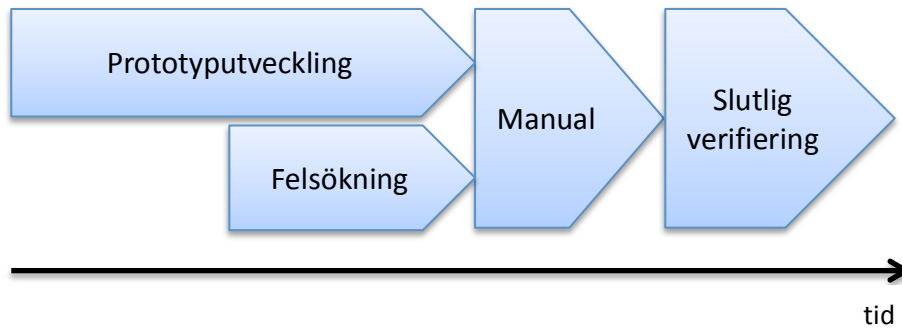 Prototyputveckling
Manual
Slutlig
verifiering
Felsökning
tid